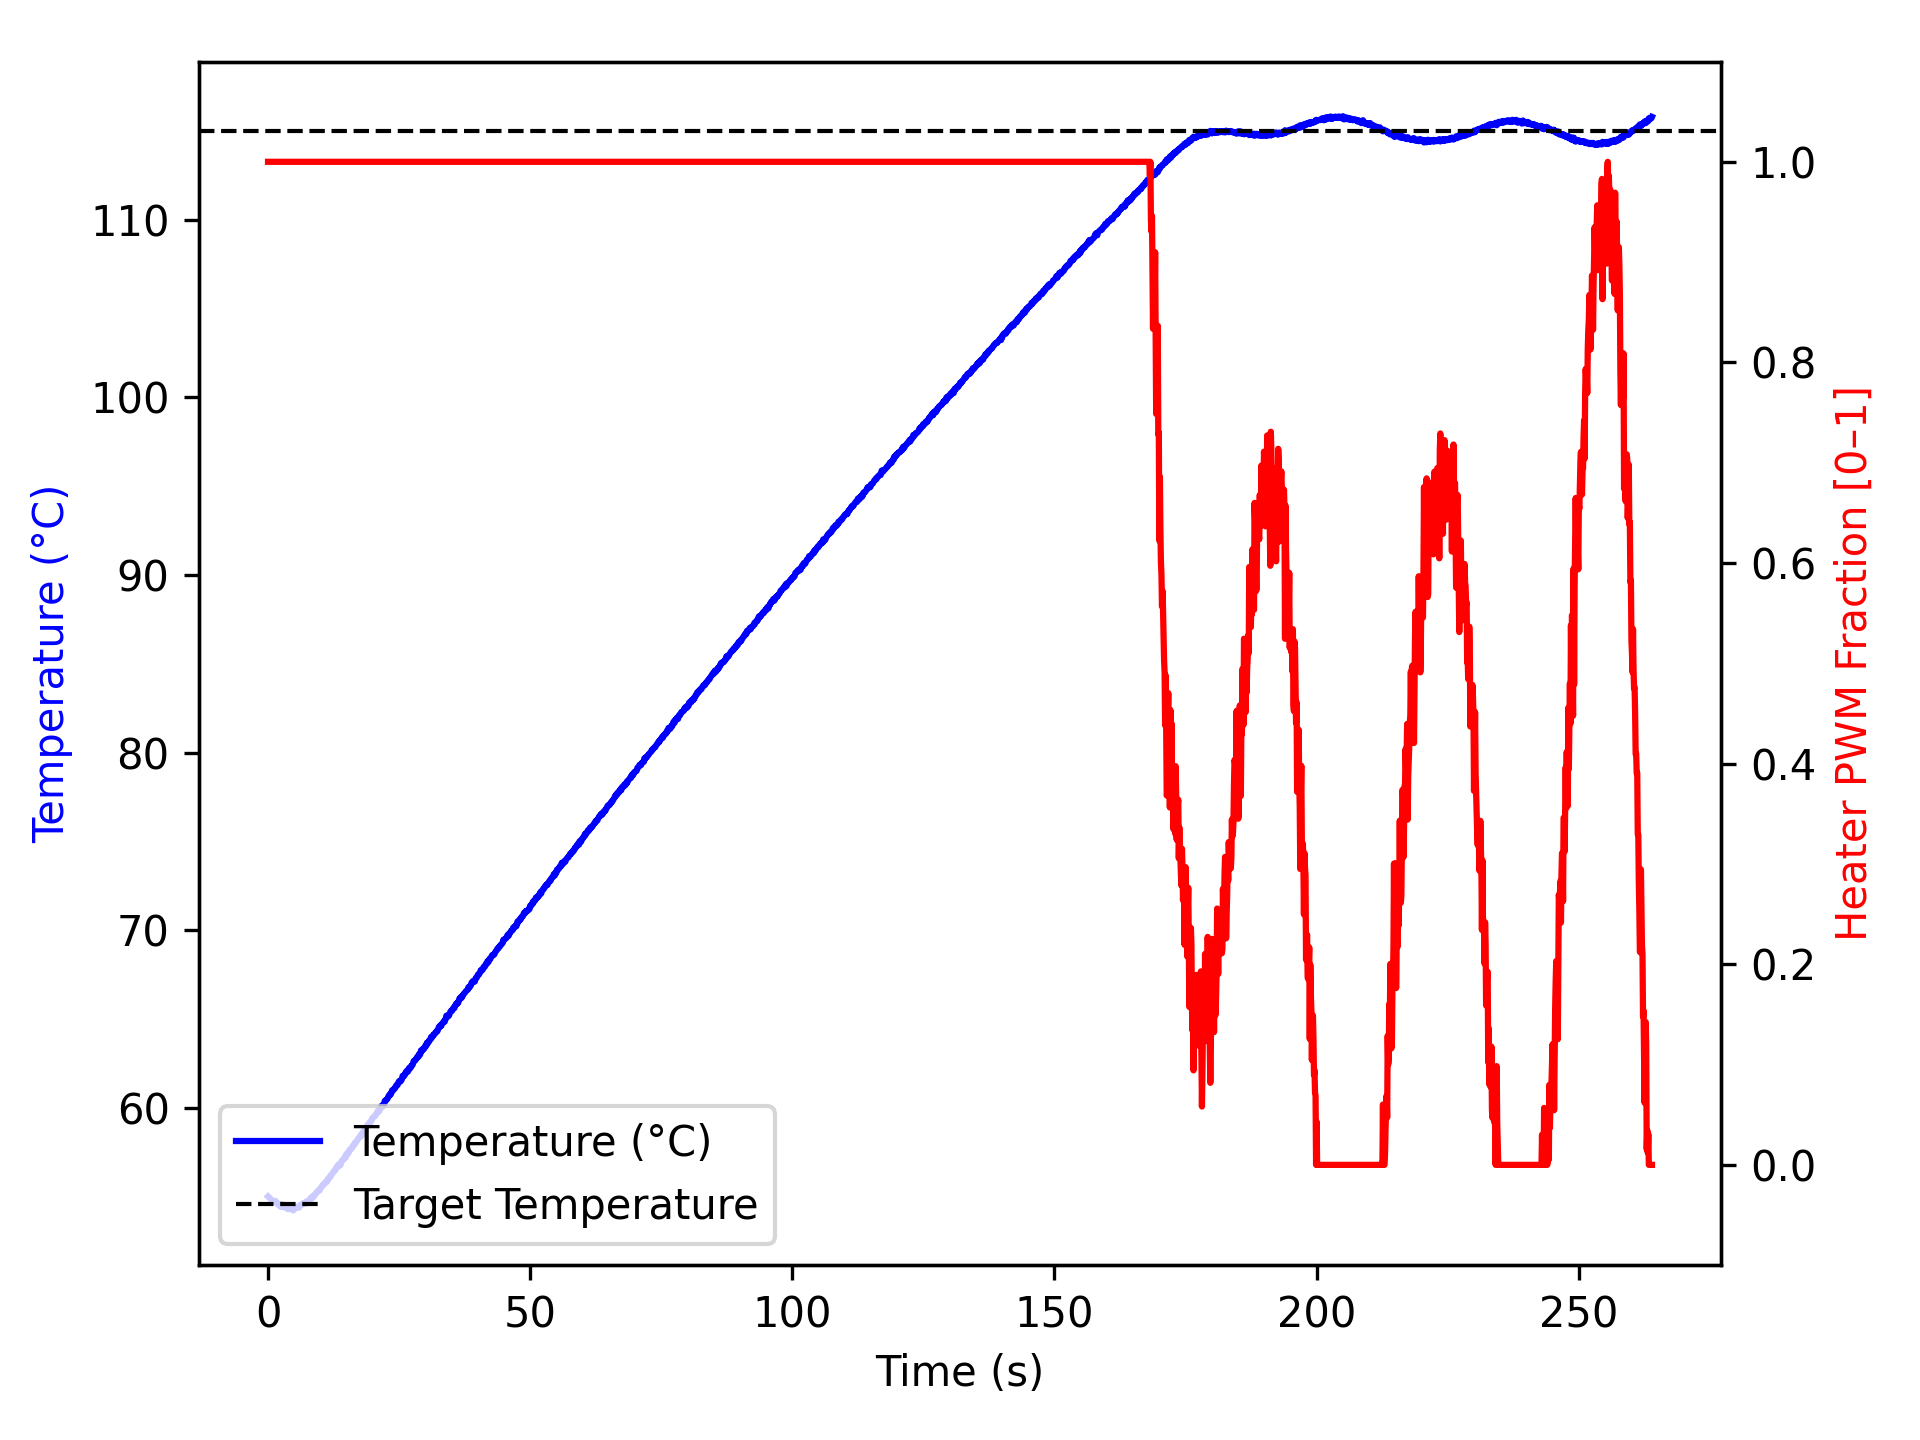 110
100
90
80
70
60
Temperature (°C)
1.0
0.8
0.6
0.4
0.2
0.0
Heater PWM Fraction [0–1]
Temperature (°C)
Target Temperature
0 50 100 150 200 250
Time (s)